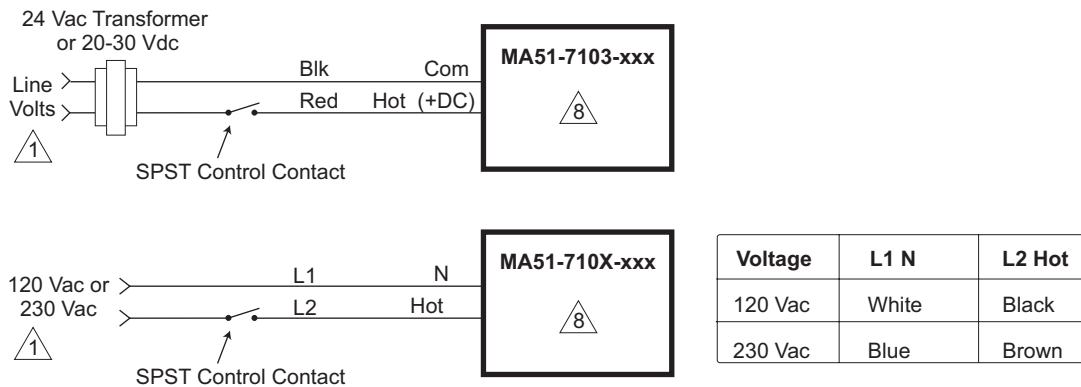 24 Vac Transformer
or 20-30 Vdc
Line
Volts
1
Blk
Com
Red
Hot (+DC)
SPST Control Contact
MA51-7103-xxx
8
120 Vac or
230 Vac
1
L1
N
L2
Hot
SPST Control Contact
MA51-710X-xxx
8
Voltage L1 N L2 Hot
120 Vac White Black
230 Vac Blue Brown